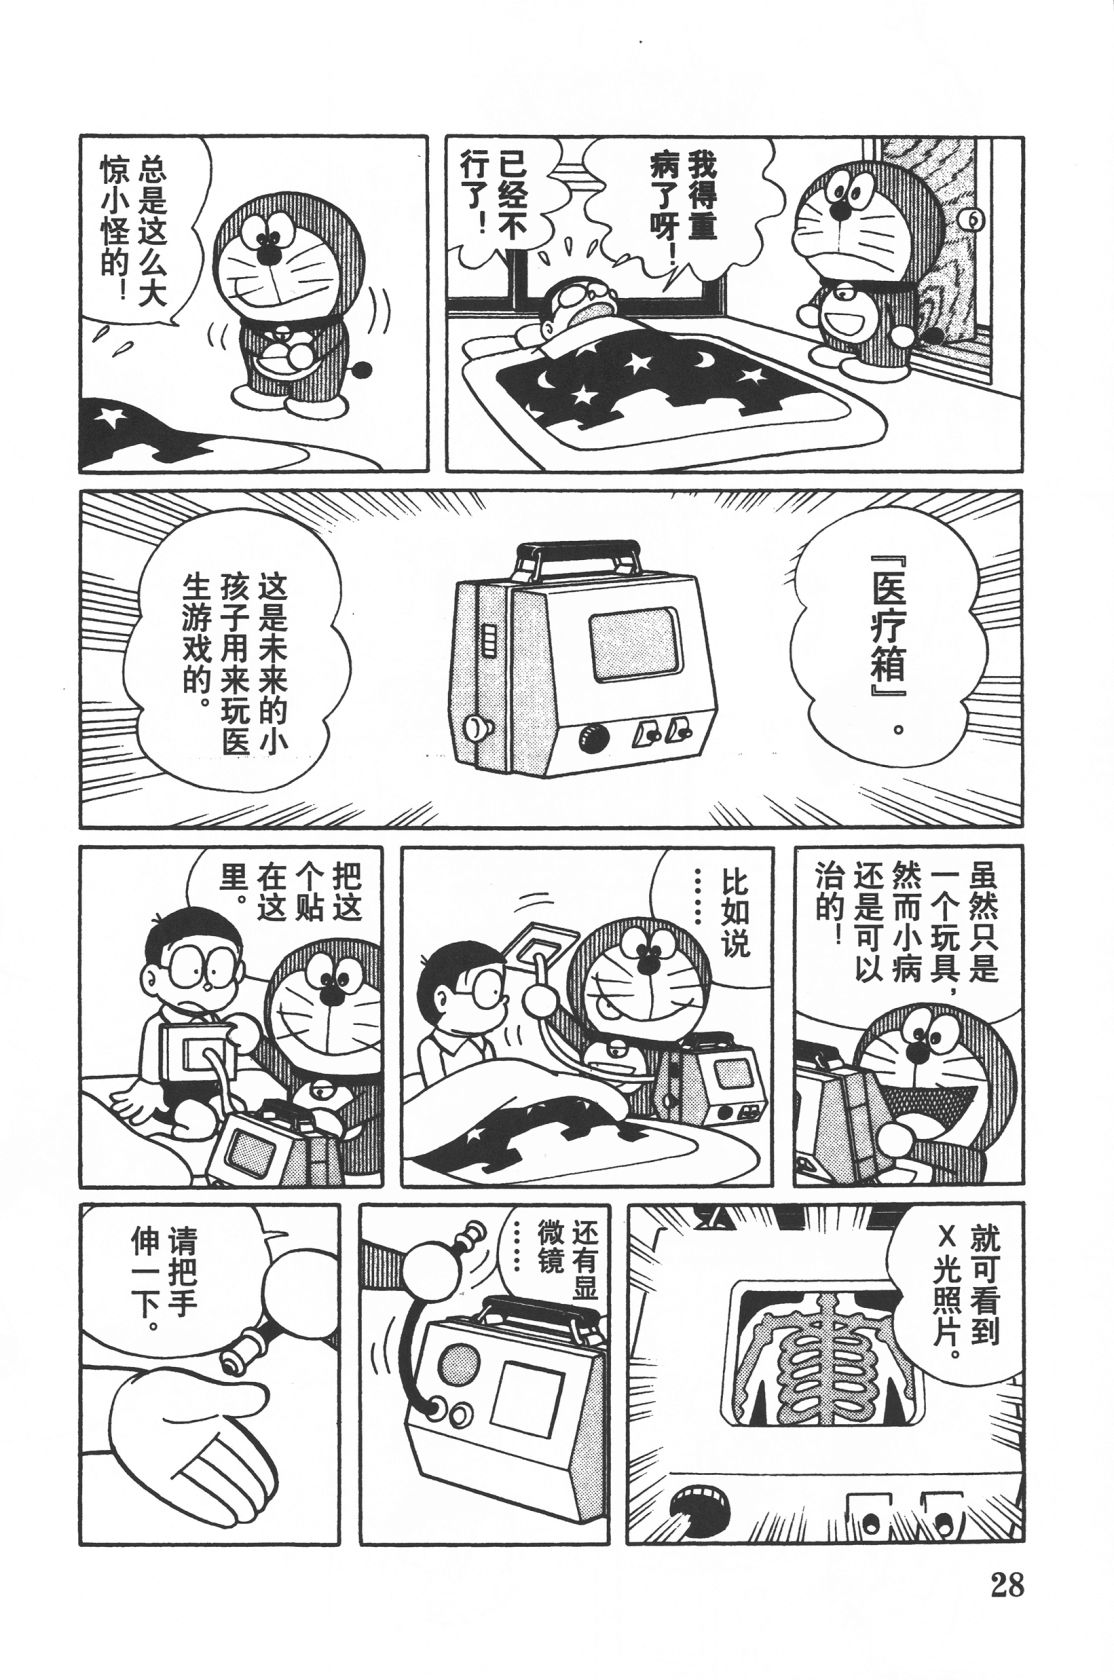 我得重
病了呀！
已经不
行了！
总是这么大
惊小怪的！
『医疗箱』。
这是未来的小
孩子用来玩医
生游戏的。
虽然只是
一个玩具，
然而小病
还是可以
治的！
比如说
……
把这
个贴
在这
里。
就可看到
X光照片。
还有显
微镜
……
请把手
伸一下。
28